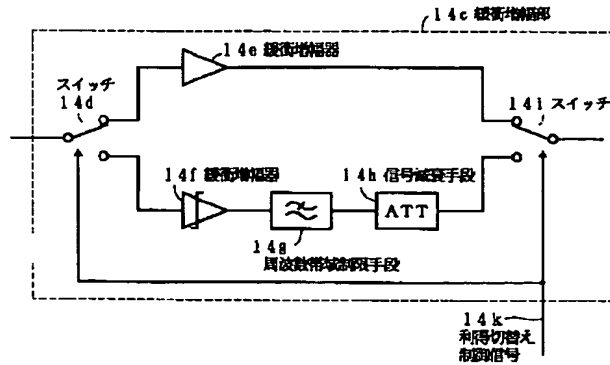 14c 緩衝増幅部
14e 緩衝増幅器
スイッチ
14d
14i スイッチ
14f 緩衝増幅器
14h 信号減衰手段
ATT
14g
周波数帯域制限手段
14k
利得切替え
制御信号